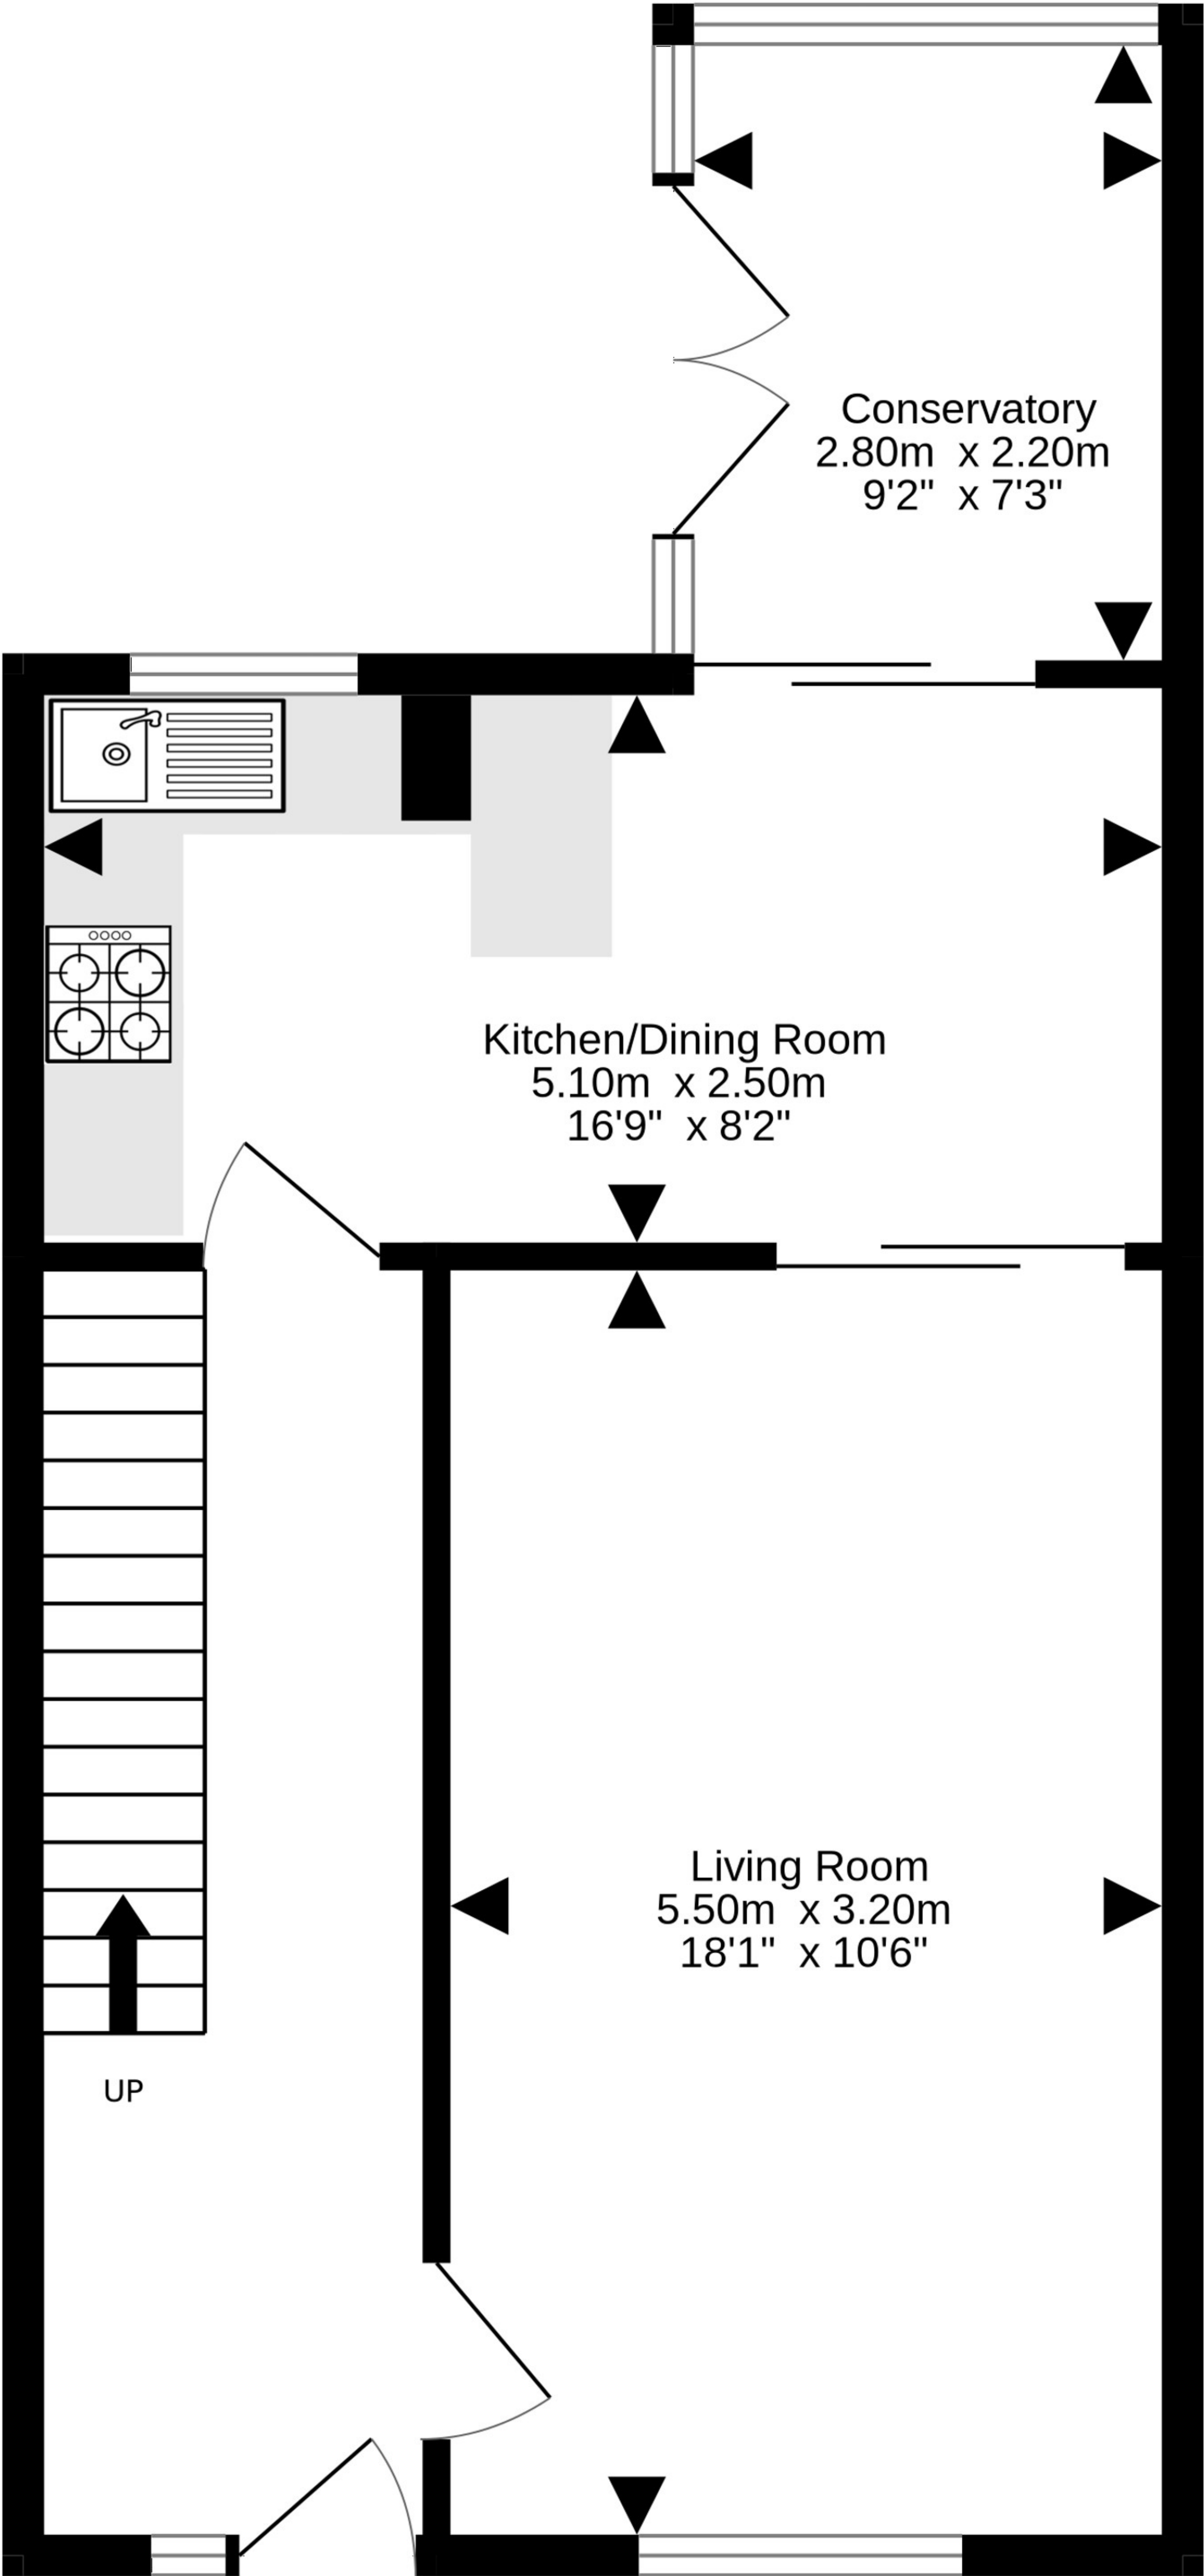 Conservatory
2.80m x 2.20m
9'2" x 7'3"
Kitchen/Dining Room
5.10m x 2.50m
16'9" x 8'2"
Living Room
5.50m x 3.20m
18'1" x 10'6"
UP